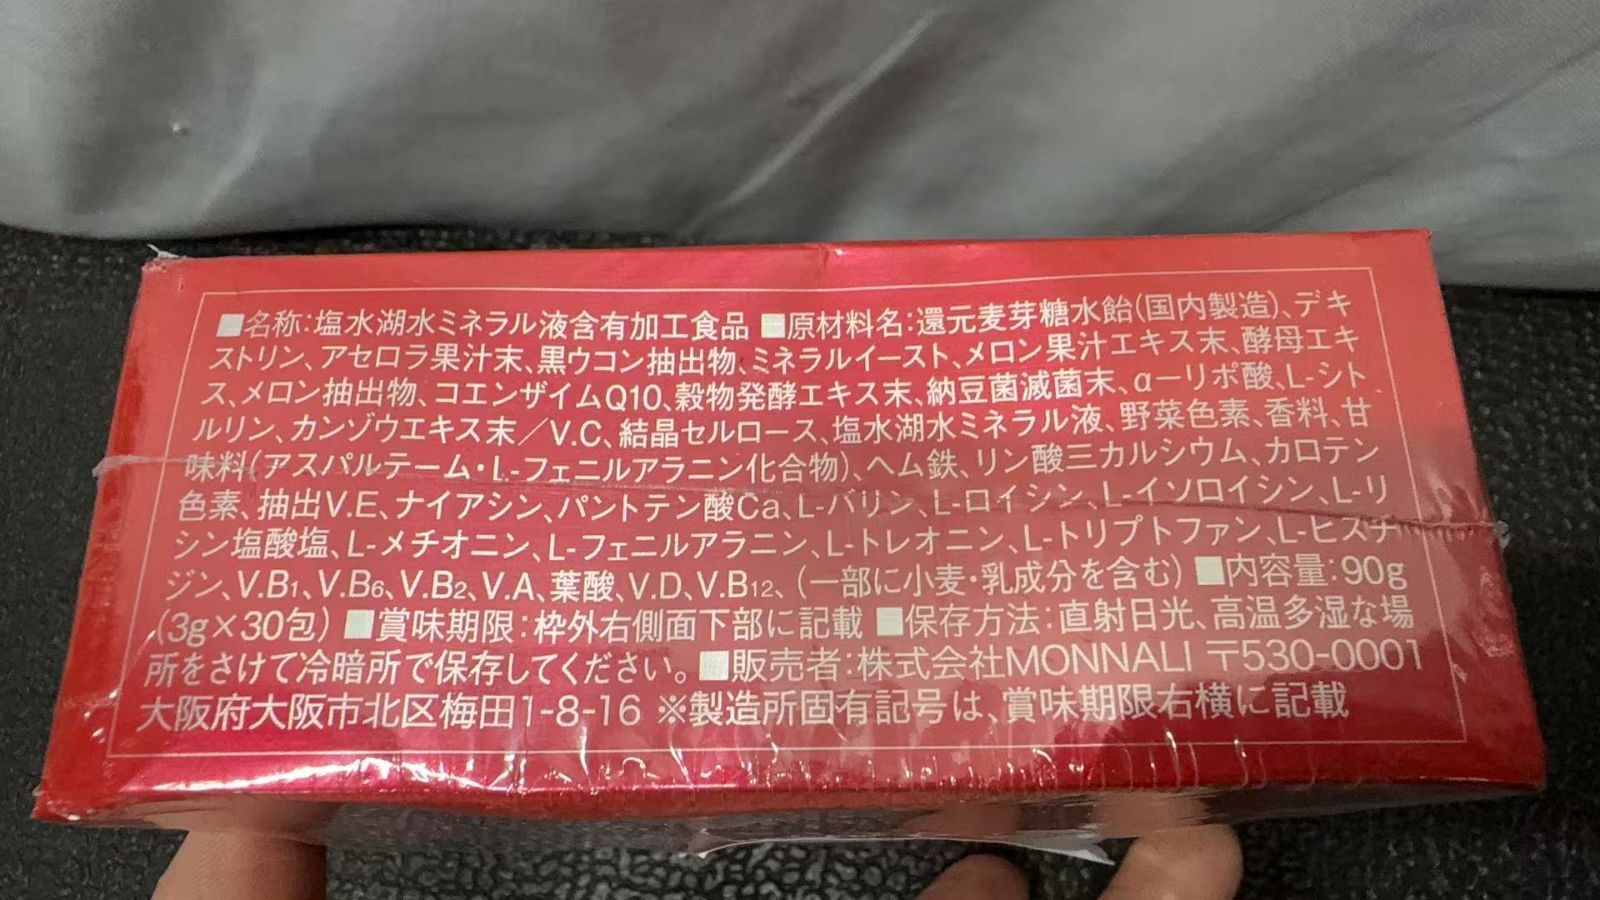 ■名称:塩水湖水ミネラル液含有加工食品 ■原材料名:還元麦芽糖水飴(国内製造)、デキ
ストリン、アセロラ果汁末、黒ウコン抽出物、ミネラルイースト、メロン果汁エキス末、酵母エキ
ス、メロン抽出物、コエンザイムQ10、穀物発酵エキス末、納豆菌滅菌末、α-リポ酸、L-シト
ルリン、カンゾウエキス末/V.C、結晶セルロース、塩水湖水ミネラル液、野菜色素、香料、甘
味料(アスパルテーム・L-フェニルアラニン化合物)、ヘム鉄、リン酸三カルシウム、カロテン
色素、抽出V.E、ナイアシン、パントテン酸Ca、L-バリン、L-ロイシン、L-イソロイシン、L-リ
シン塩酸塩、L-メチオニン、L-フェニルアラニン、L-トレオニン、L-トリプトファン、L-ヒスチ
ジン、V.B1、V.B6、V.B2、V.A、葉酸、V.D、V.B12、(一部に小麦・乳成分を含む) ■内容量:90g
(3g×30包) ■賞味期限:枠外右側面下部に記載 ■保存方法:直射日光、高温多湿な場
所をさけて冷暗所で保存してください。■販売者:株式会社MONNALI 〒530-0001
大阪府大阪市北区梅田1-8-16 ※製造所固有記号は、賞味期限右横に記載